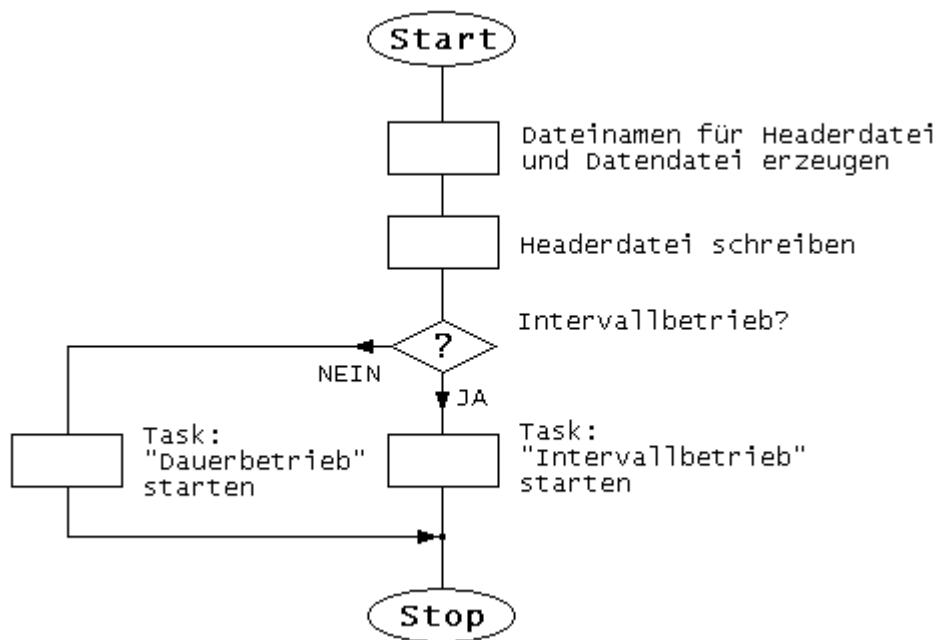 Start
Dateinamen für Headerdatei
und Datendatei erzeugen
Headerdatei schreiben
Intervallbetrieb?
?
NEIN
JA
Task:
"Dauerbetrieb"
starten
Task:
"Intervallbetrieb"
starten
Stop